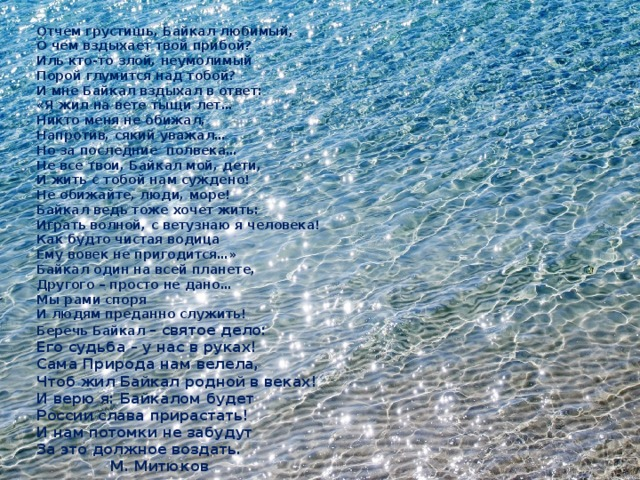 Отчем грустишь, Байкал любимый,
О чем вздыхает твой прибой?
Иль кто-то злой, неумолимый
Порой глумится над тобой?
И мне Байкал вздыхал в ответ:
«Я жил на вете тыщи лет…
Никто меня не обижал,
Напротив, сякий уважал…
Но за последние полвека…
Не все твои, Байкал мой, дети,
И жить с тобой нам суждено!
Не обижайте, люди, море!
Байкал ведь тоже хочет жить:
Играть волной, с ветузнаю я человека!
Как будто чистая водица
Ему вовек не пригодится…»
Байкал один на всей планете,
Другого – просто не дано…
Мы рами споря
И людям преданно служить!
Беречь Байкал – святое дело:
Его судьба – у нас в руках!
Сама Природа нам велела,
Чтоб жил Байкал родной в веках!
И верю я; Байкалом будет
России слава прирастать!
И нам потомки не забудут
За это должное воздать.
М. Митюков